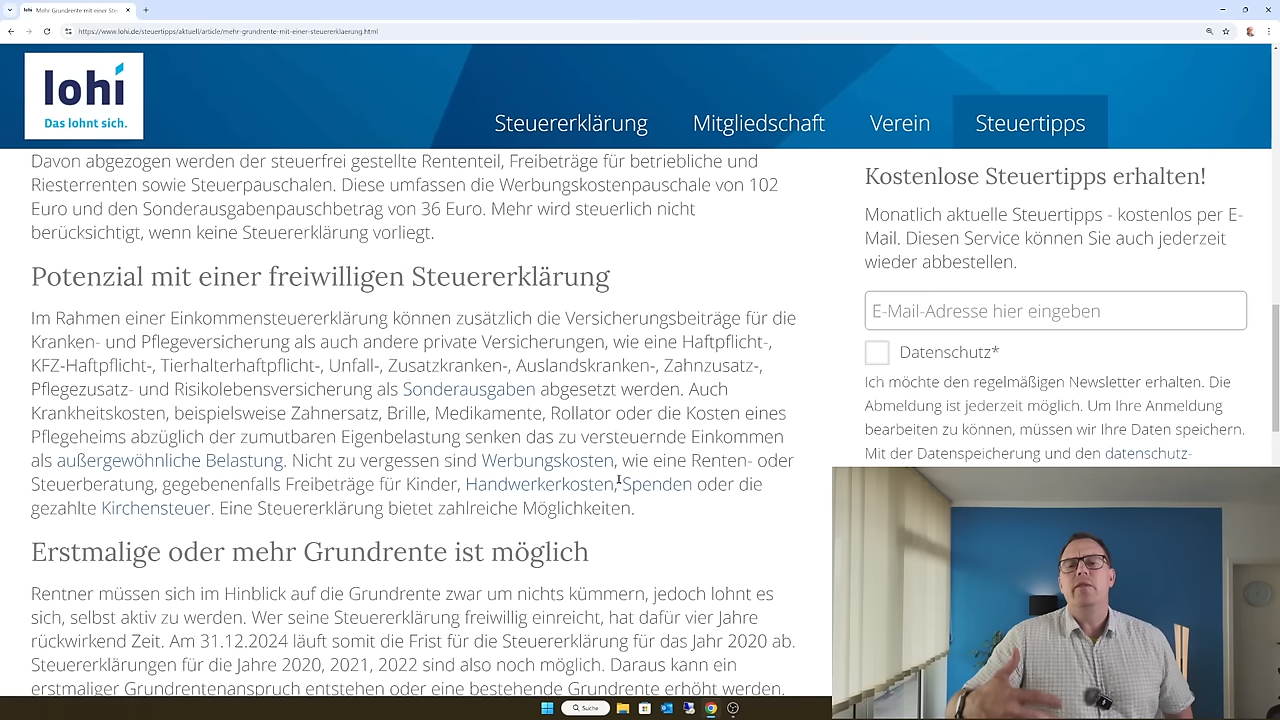 lohi Mehr Grundrente mit einer Steu
https://www.lohi.de/steuertipps/aktuell/article/mehr-grundrente-mit-einer-steuererklaerung.html
lohi
Das lohnt sich.
Steuererklärung
Mitgliedschaft
Verein
Steuertipps
Davon abgezogen werden der steuerfrei gestellte Rententeil, Freibeträge für betriebliche und
Riesterrenten sowie Steuerpauschalen. Diese umfassen die Werbungskostenpauschale von 102
Euro und den Sonderausgabenpauschbetrag von 36 Euro. Mehr wird steuerlich nicht
berücksichtigt, wenn keine Steuererklärung vorliegt.
Potenzial mit einer freiwilligen Steuererklärung
Im Rahmen einer Einkommensteuererklärung können zusätzlich die Versicherungsbeiträge für die
Kranken- und Pflegeversicherung als auch andere private Versicherungen, wie eine Haftpflicht-,
KFZ-Haftpflicht-, Tierhalterhaftpflicht-, Unfall-, Zusatzkranken-, Auslandskranken-, Zahnzusatz-,
Pflegezusatz- und Risikolebensversicherung als Sonderausgaben abgesetzt werden. Auch
Krankheitskosten, beispielsweise Zahnersatz, Brille, Medikamente, Rollator oder die Kosten eines
Pflegeheims abzüglich der zumutbaren Eigenbelastung senken das zu versteuernde Einkommen
als außergewöhnliche Belastung. Nicht zu vergessen sind Werbungskosten, wie eine Renten- oder
Steuerberatung, gegebenenfalls Freibeträge für Kinder, Handwerkerkosten, Spenden oder die
gezahlte Kirchensteuer. Eine Steuererklärung bietet zahlreiche Möglichkeiten.
Erstmalige oder mehr Grundrente ist möglich
Rentner müssen sich im Hinblick auf die Grundrente zwar um nichts kümmern, jedoch lohnt es
sich, selbst aktiv zu werden. Wer seine Steuererklärung freiwillig einreicht, hat dafür vier Jahre
rückwirkend Zeit. Am 31.12.2024 läuft somit die Frist für die Steuererklärung für das Jahr 2020 ab.
Steuererklärungen für die Jahre 2020, 2021, 2022 sind also noch möglich. Daraus kann ein
erstmaliger Grundrentenanspruch entstehen oder eine bestehende Grundrente erhöht werden.
Kostenlose Steuertipps erhalten!
Monatlich aktuelle Steuertipps - kostenlos per E-
Mail. Diesen Service können Sie auch jederzeit
wieder abbestellen.
E-Mail-Adresse hier eingeben
Datenschutz*
Ich möchte den regelmäßigen Newsletter erhalten. Die
Abmeldung ist jederzeit möglich. Um Ihre Anmeldung
bearbeiten zu können, müssen wir Ihre Daten speichern.
Mit der Datenspeicherung und den datenschutz-
Suche